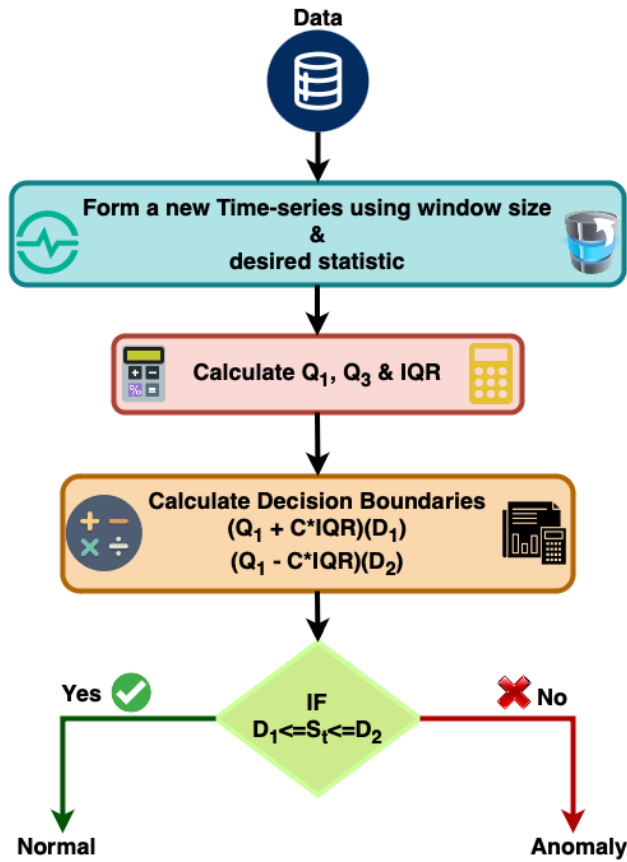 Data
Form a new Time-series using window size
&
desired statistic
Calculate Q₁, Q₃ & IQR
Calculate Decision Boundaries
(Q₁ + C*IQR)(D₁)
(Q₁ - C*IQR)(D₂)
IF
D₁<=Sₜ<=D₂
Yes
No
Normal
Anomaly